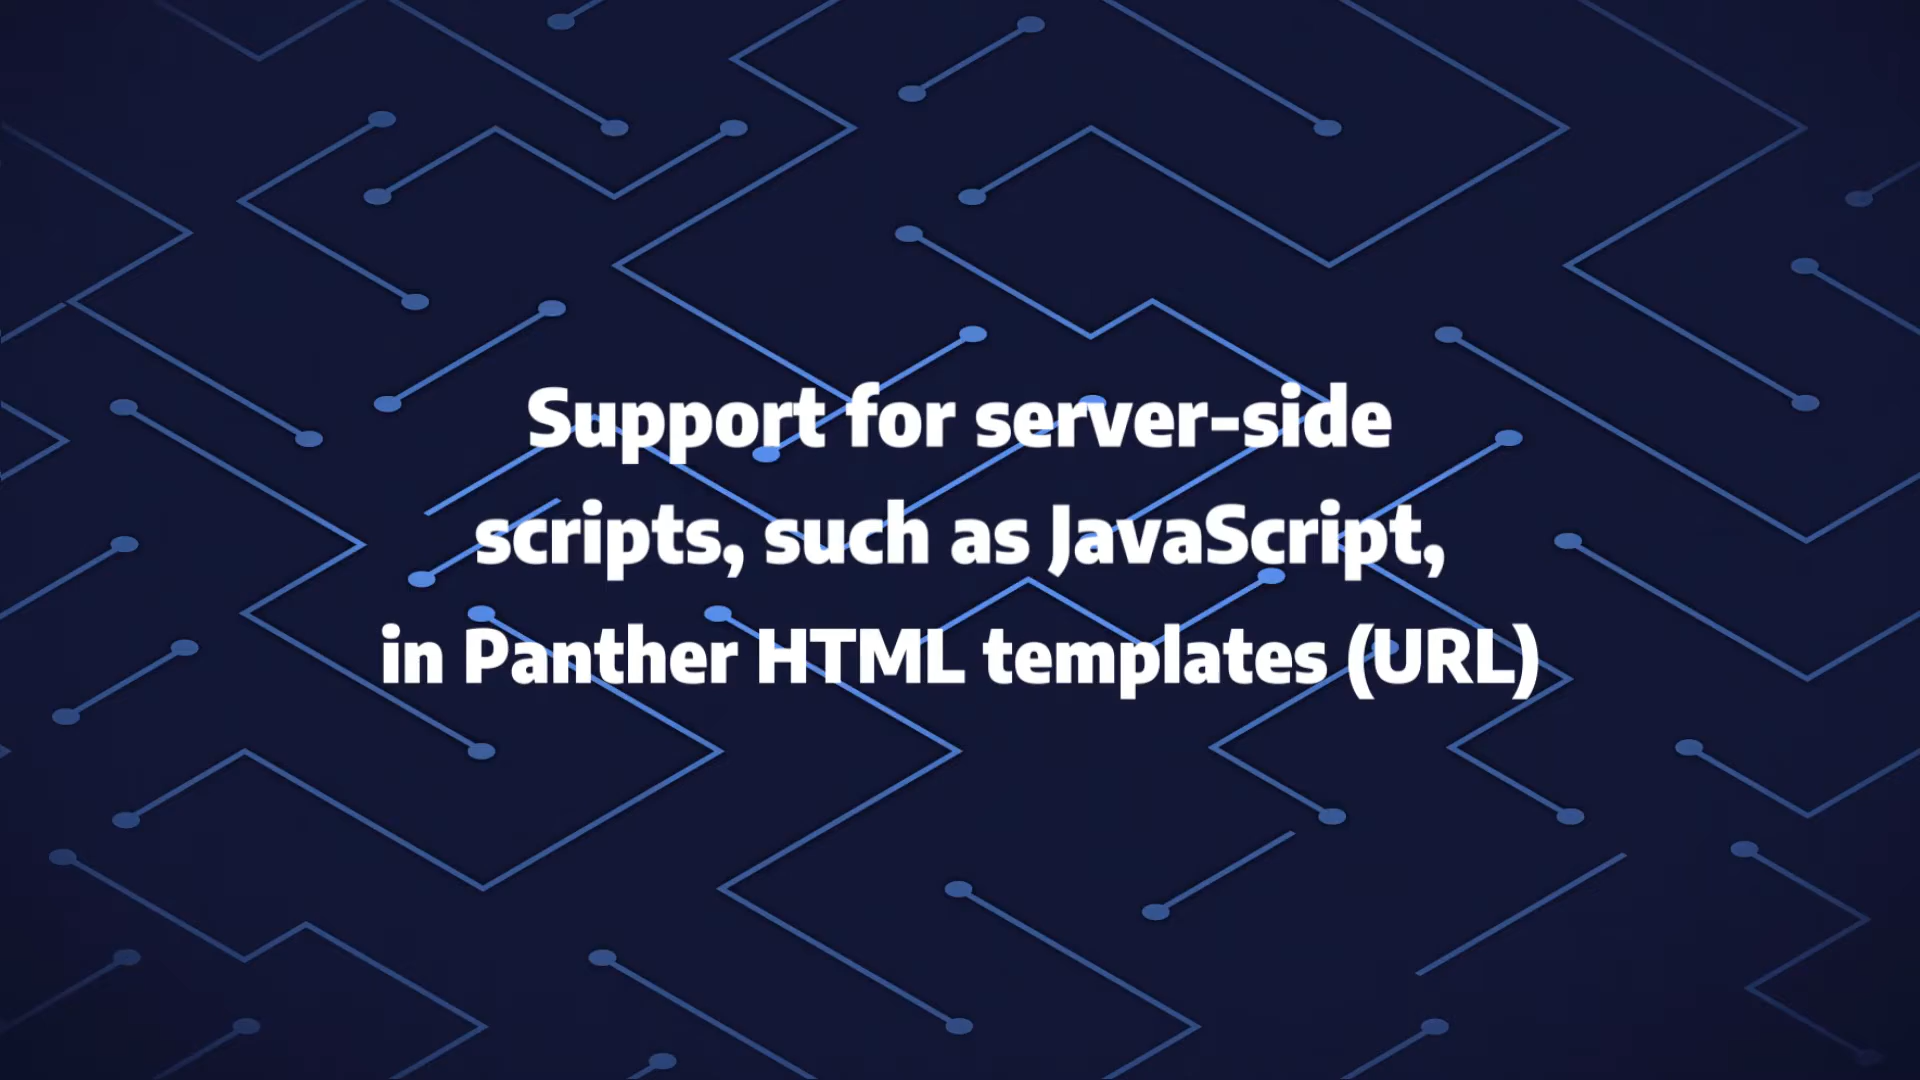 Support for server-side
scripts, such as JavaScript,
in Panther HTML templates (URL)